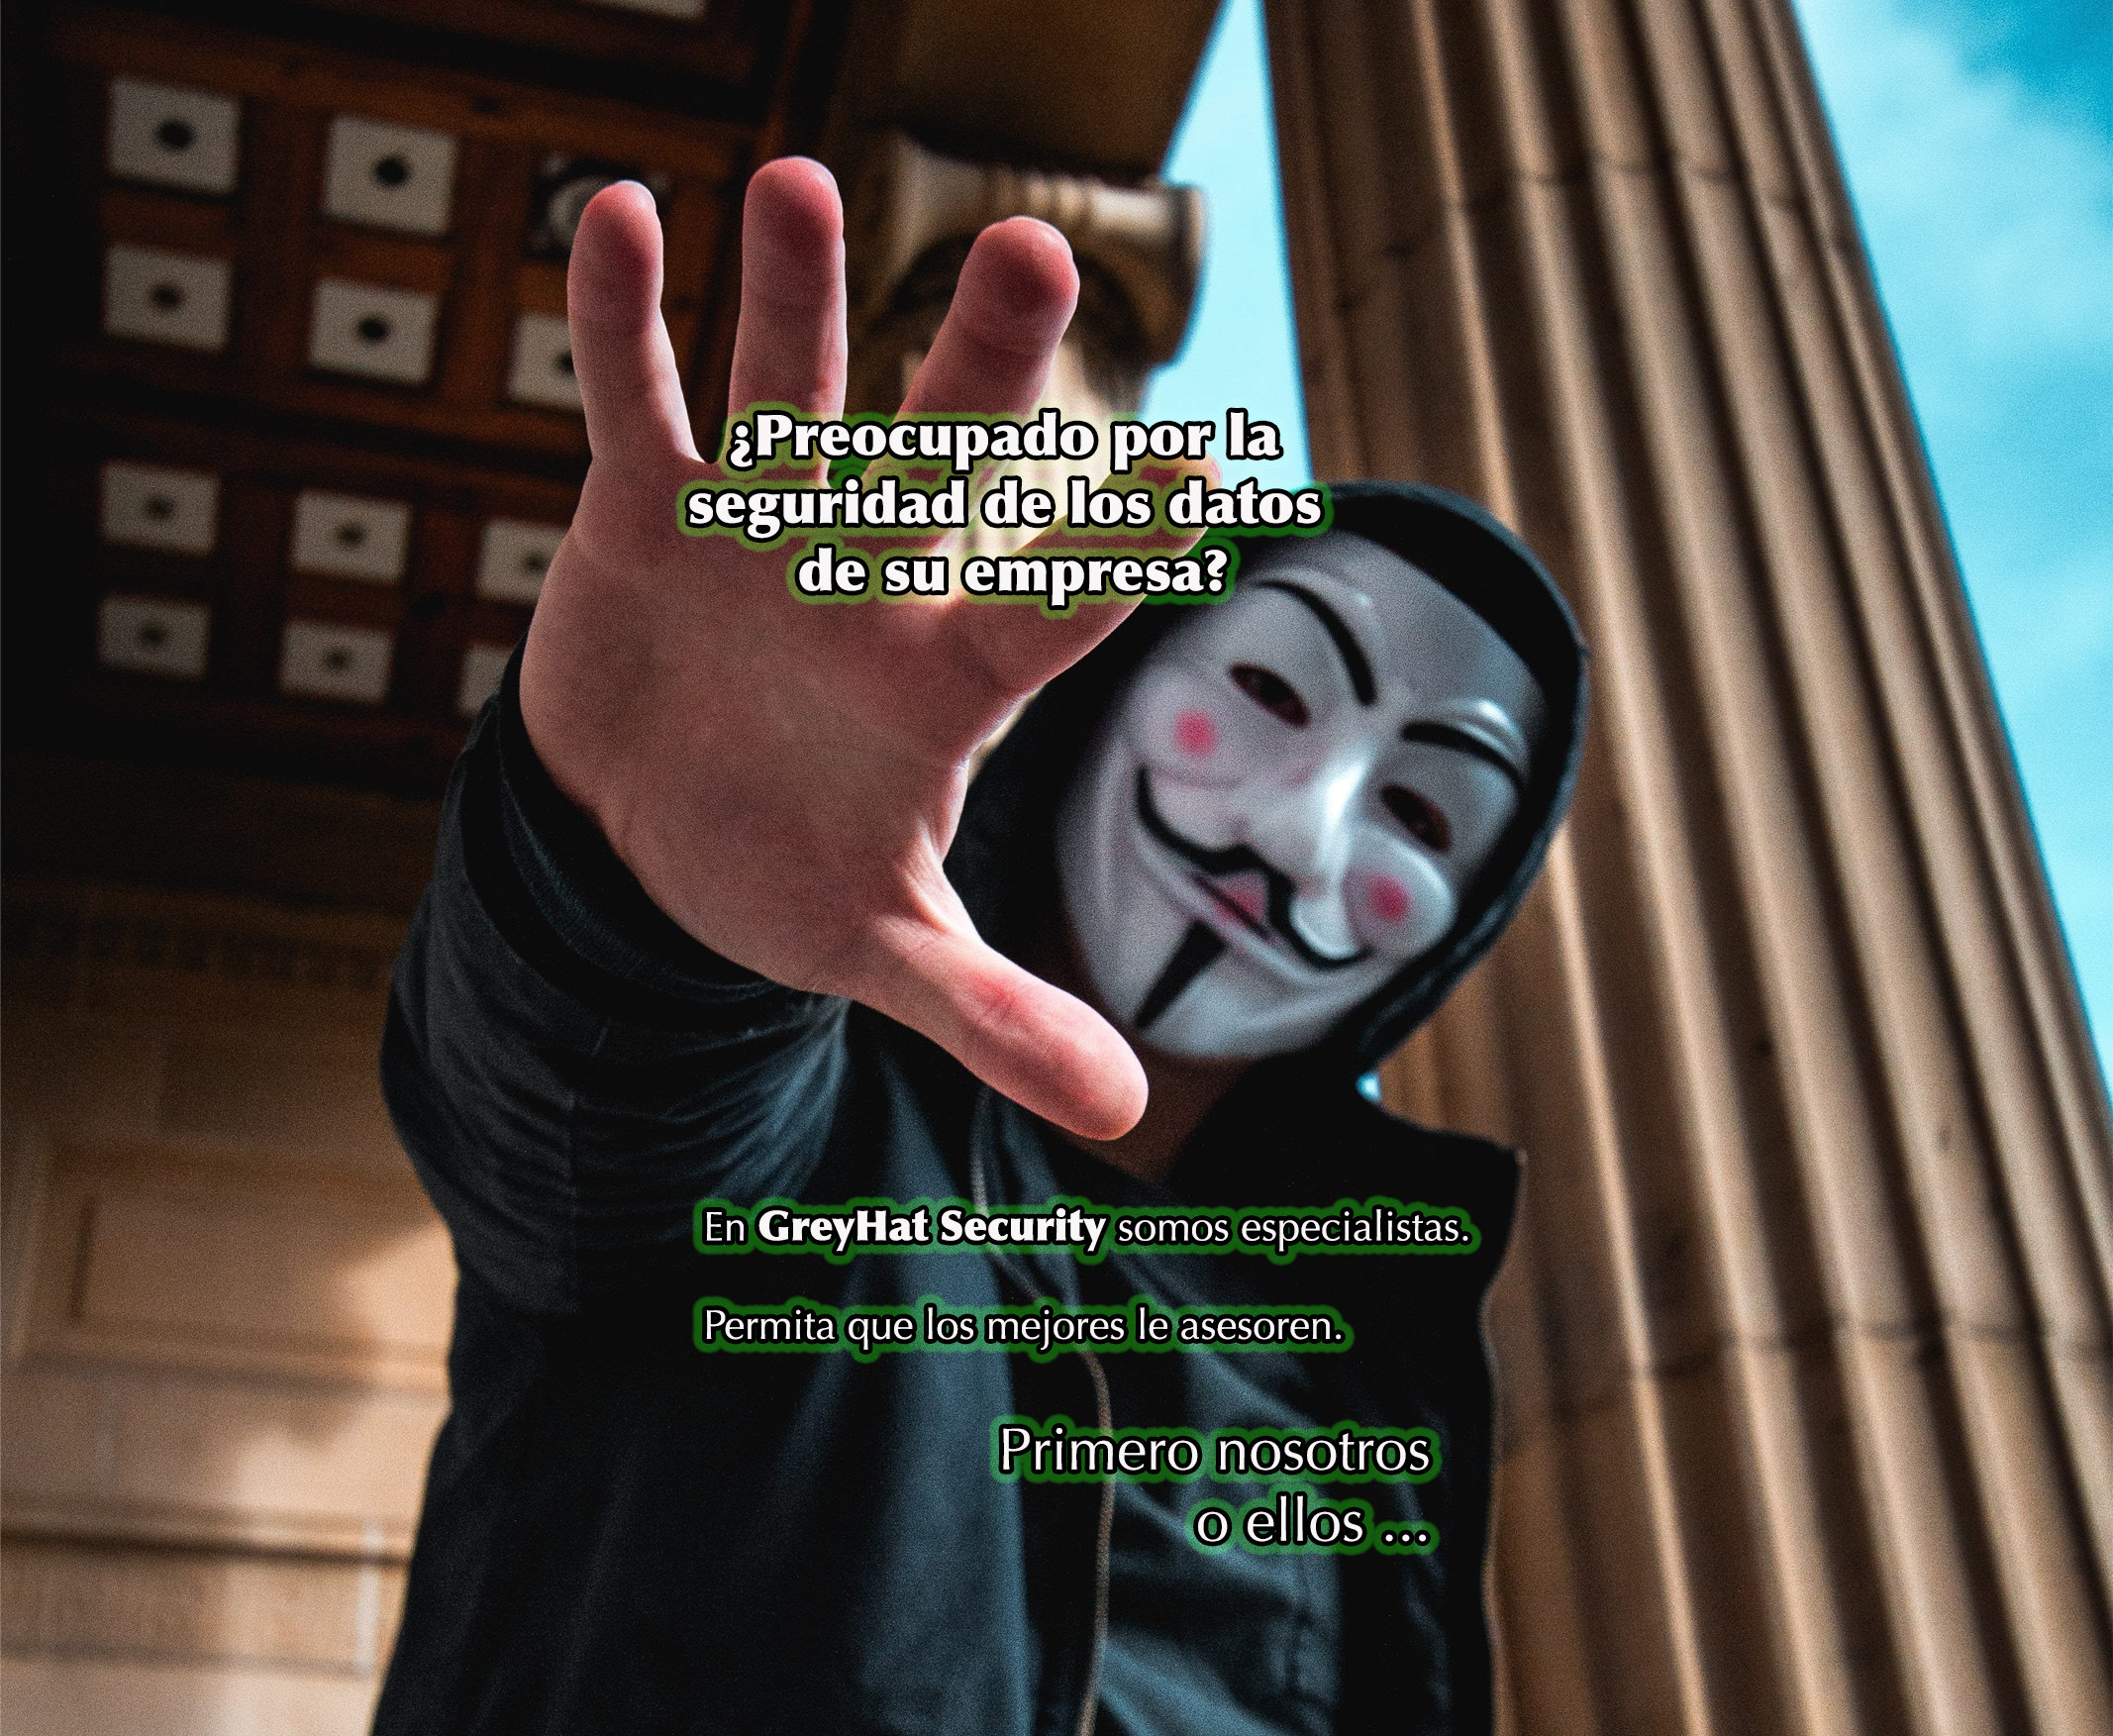 ¿Preocupado por la
seguridad de los datos
de su empresa?
En GreyHat Security somos especialistas.
Permita que los mejores le asesoren.
Primero nosotros
o ellos ...